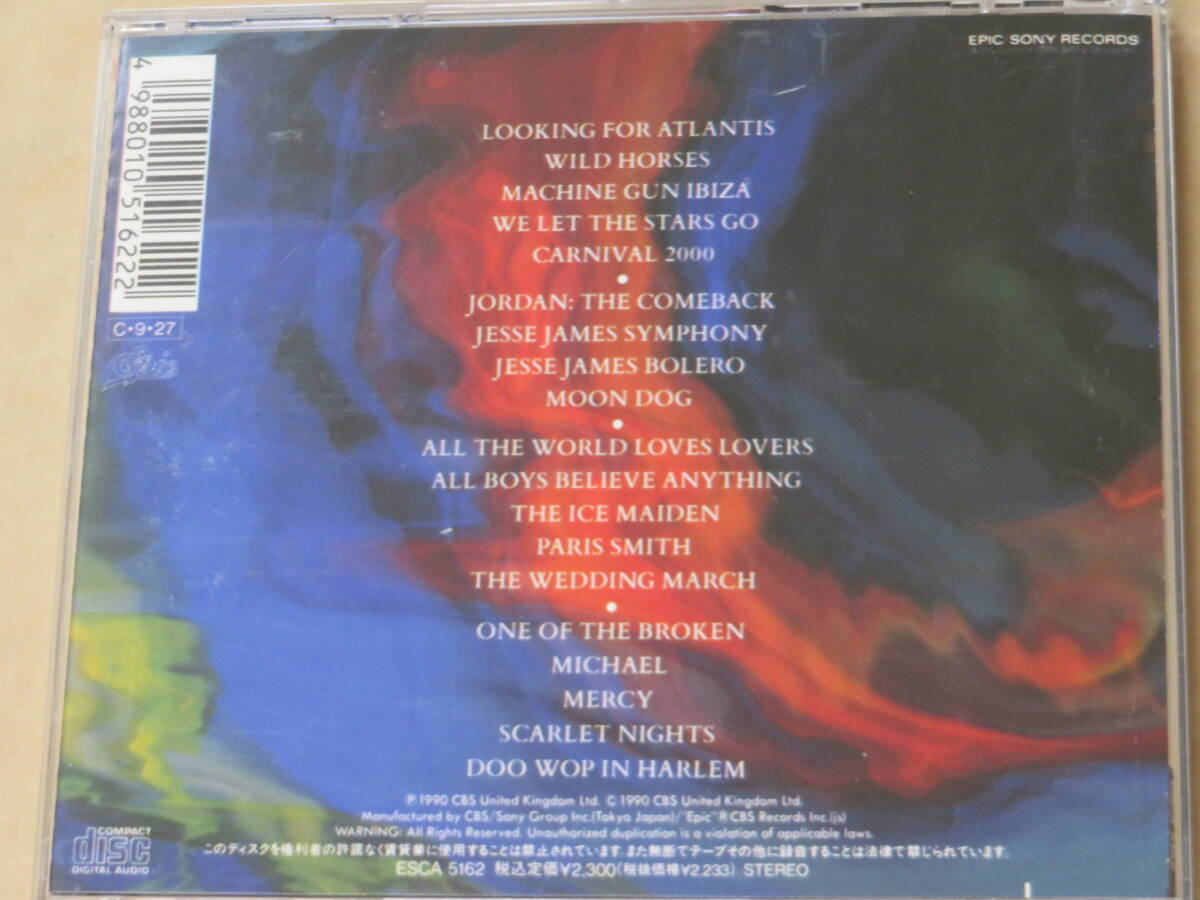 EPIC SONY RECORDS
4 988010 516222
C・9・27
Epic
LOOKING FOR ATLANTIS
WILD HORSES
MACHINE GUN IBIZA
WE LET THE STARS GO
CARNIVAL 2000
●
JORDAN: THE COMEBACK
JESSE JAMES SYMPHONY
JESSE JAMES BOLERO
MOON DOG
●
ALL THE WORLD LOVES LOVERS
ALL BOYS BELIEVE ANYTHING
THE ICE MAIDEN
PARIS SMITH
THE WEDDING MARCH
●
ONE OF THE BROKEN
MICHAEL
MERCY
SCARLET NIGHTS
DOO WOP IN HARLEM
℗ 1990 CBS United Kingdom Ltd. © 1990 CBS United Kingdom Ltd.
Manufactured by CBS/Sony Group Inc.(Tokyo Japan)/"Epic"® CBS Records Inc.(js)
WARNING: All Rights Reserved. Unauthorized duplication is a violation of applicable laws.
このディスクを権利者の許諾なく賃貸業に使用することは禁止されています。また無断でテープその他に録音することは法律で禁じられています。
ESCA 5162 税込定価¥2,300(税抜価格¥2,233) STEREO
COMPACT
disc
DIGITAL AUDIO